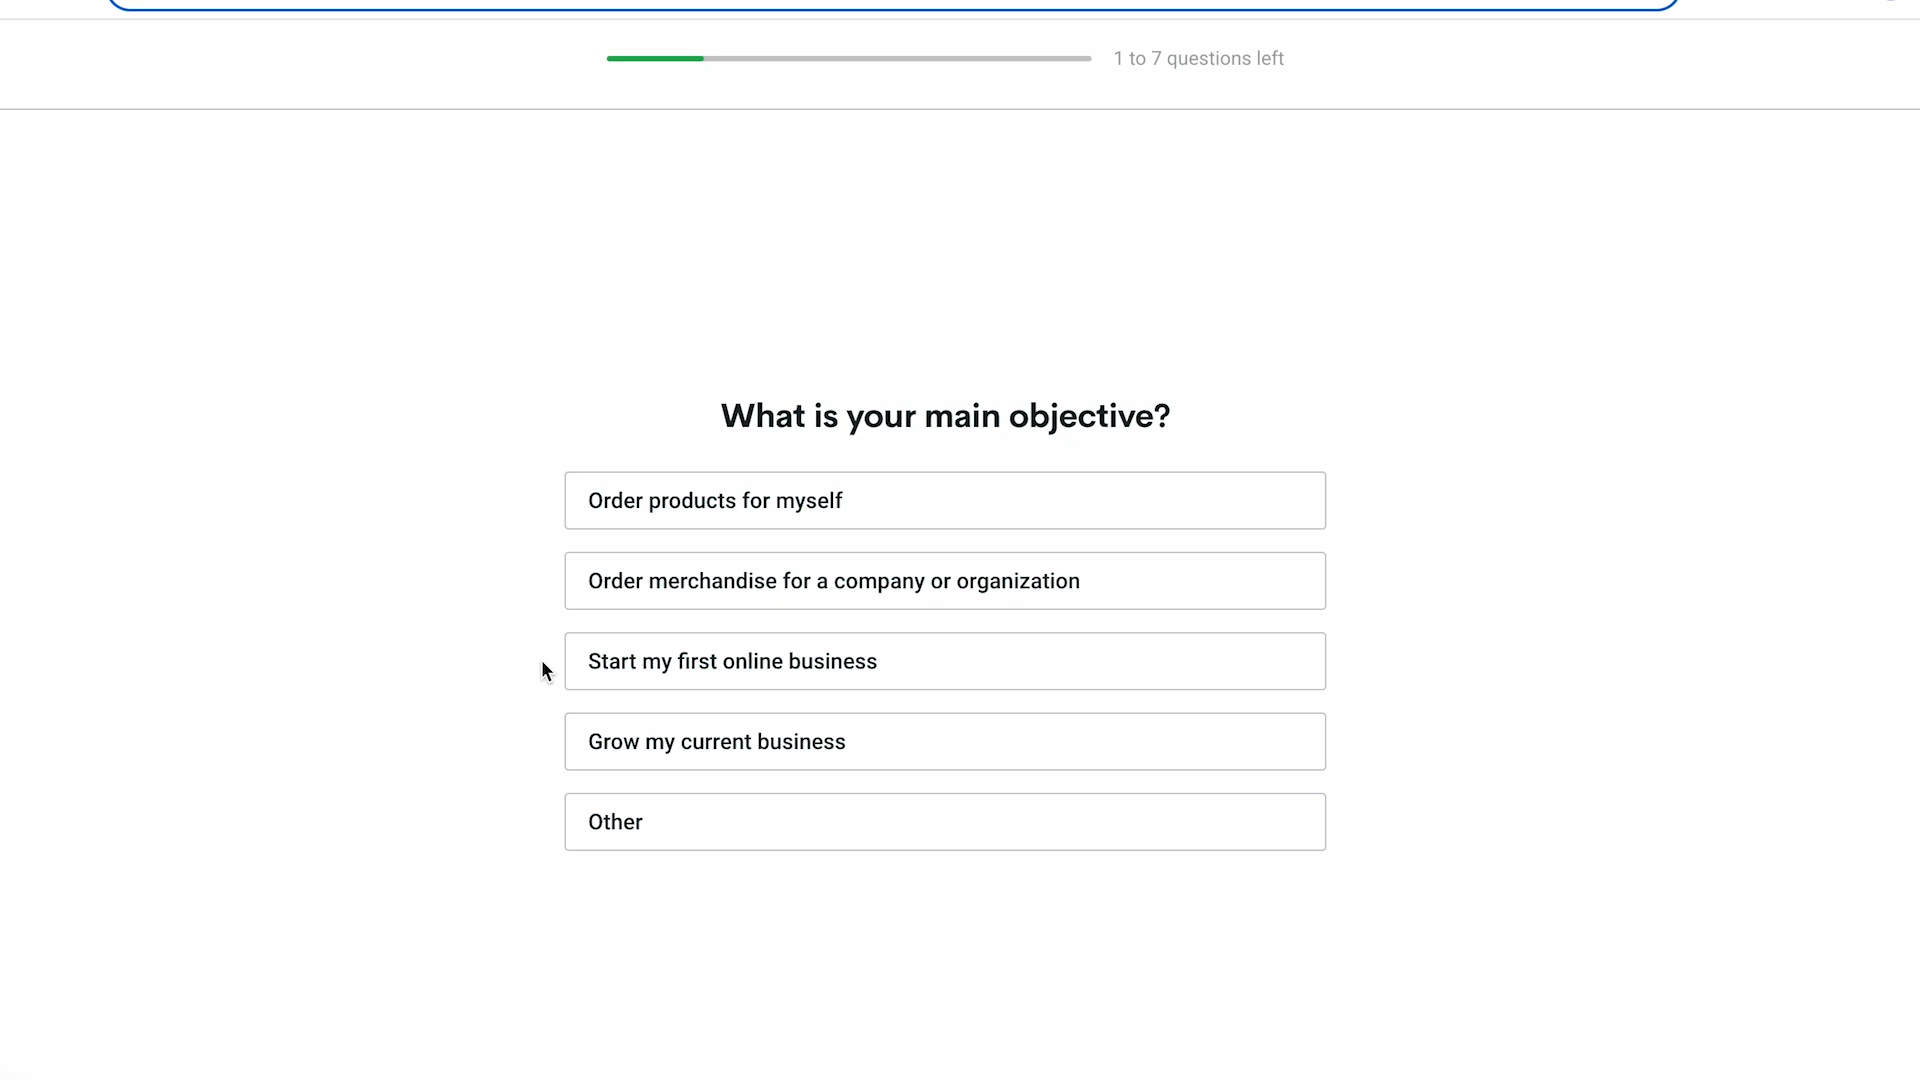 1 to 7 questions left
What is your main objective?
Order products for myself
Order merchandise for a company or organization
Start my first online business
Grow my current business
Other